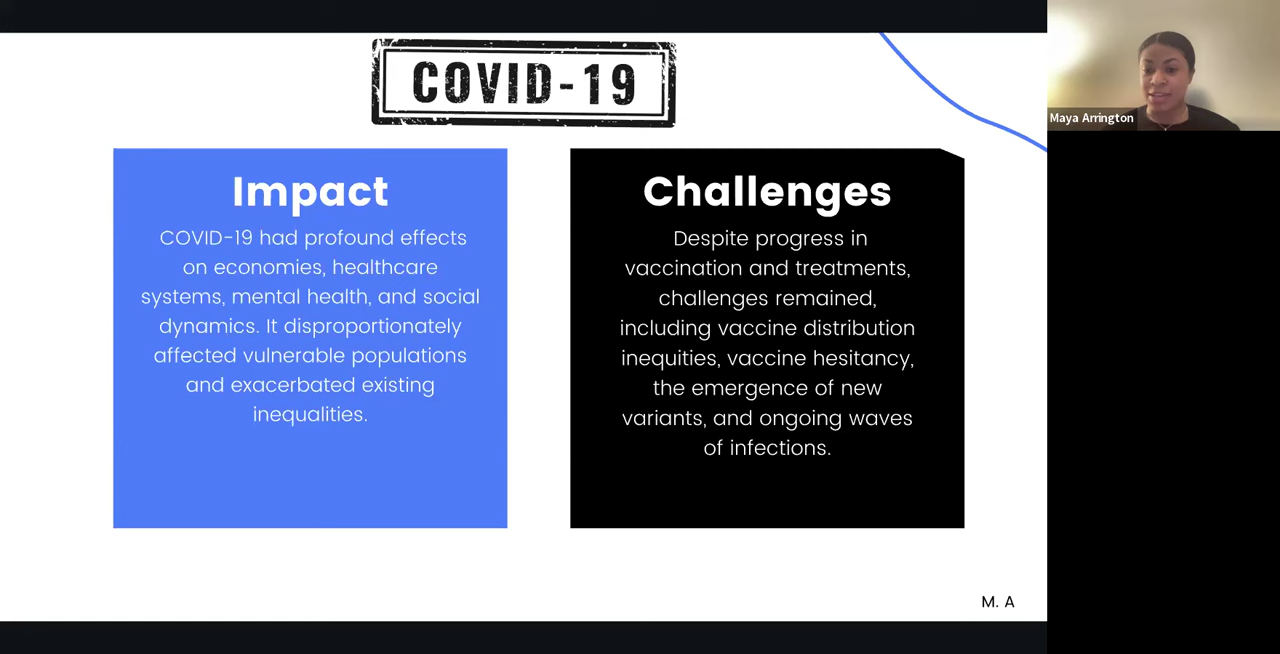 COVID-19
Maya Arrington
Impact
COVID-19 had profound effects
on economies, healthcare
systems, mental health, and social
dynamics. It disproportionately
affected vulnerable populations
and exacerbated existing
inequalities.
Challenges
Despite progress in
vaccination and treatments,
challenges remained,
including vaccine distribution
inequities, vaccine hesitancy,
the emergence of new
variants, and ongoing waves
of infections.
M. A